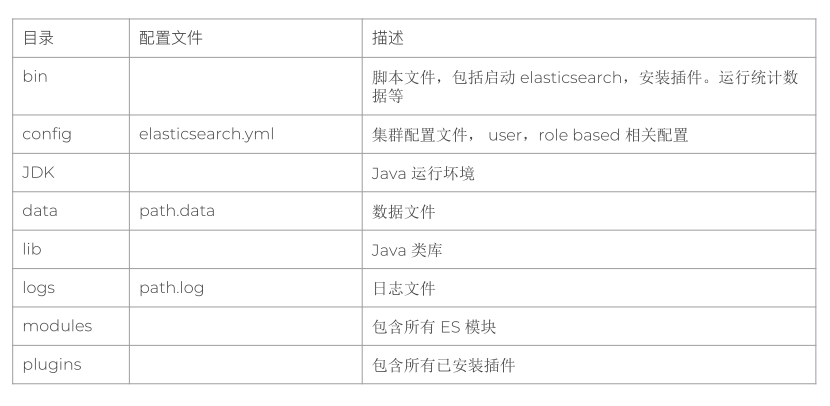 目录 配置文件 描述
bin 脚本文件，包括启动 elasticsearch，安装插件。运行统计数
据等
config elasticsearch.yml 集群配置文件， user，role based 相关配置
JDK Java 运行坏境
data path.data 数据文件
lib Java 类库
logs path.log 日志文件
modules 包含所有 ES 模块
plugins 包含所有已安装插件